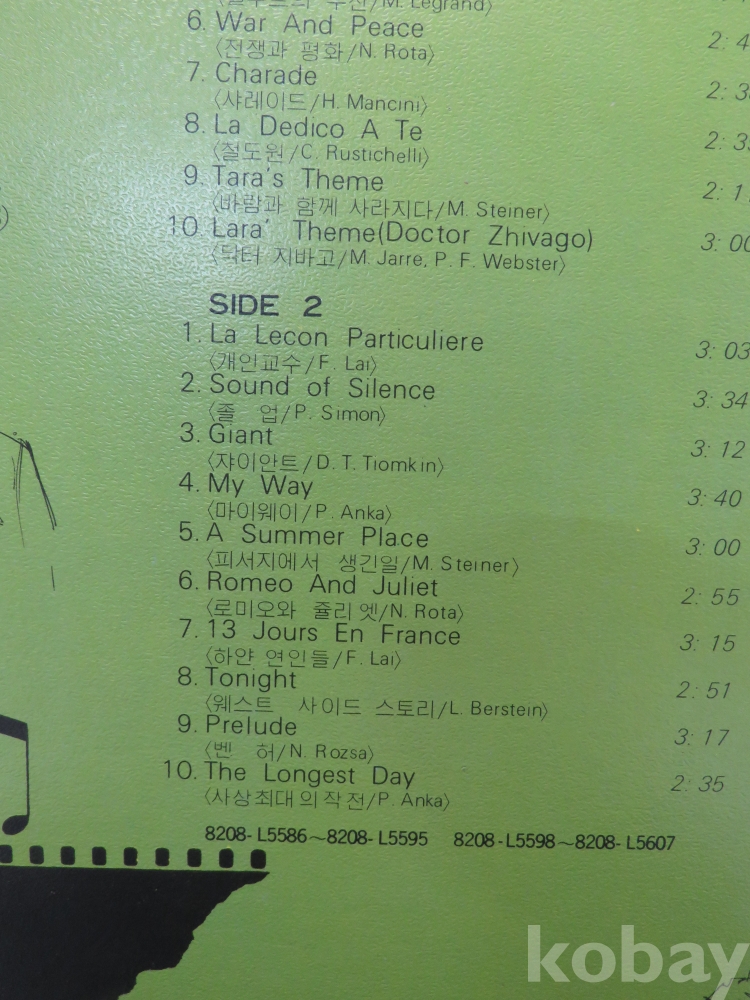 M. Legrand〉
6. War And Peace
〈전쟁과 평화/N. Rota〉
7. Charade
〈샤레이드/H. Mancini〉
8. La Dedico A Te
〈철도원/C. Rustichelli〉
9. Tara's Theme
〈바람과 함께 사라지다/M. Steiner〉
10. Lara' Theme(Doctor Zhivago) 3: 00
〈닥터 지바고/M. Jarre, P. F. Webster〉
SIDE 2
1. La Lecon Particuliere 3: 03
〈개인교수/F. Lai〉
2. Sound of Silence 3: 34
〈졸 업/P. Simon〉
3. Giant 3: 12
〈쟈이안트/D. T. Tiomkin〉
4. My Way 3: 40
〈마이웨이/P. Anka〉
5. A Summer Place 3: 00
〈피서지에서 생긴일/M. Steiner〉
6. Romeo And Juliet 2: 55
〈로미오와 쥴리엣/N. Rota〉
7. 13 Jours En France 3: 15
〈하얀 연인들/F. Lai〉
8. Tonight 2: 51
〈웨스트 사이드 스토리/L. Berstein〉
9. Prelude 3: 17
〈벤 허/N. Rozsa〉
10. The Longest Day 2: 35
〈사상최대의작전/P. Anka〉
8208-L5586~8208-L5595 8208-L5598~8208-L5607
kobay